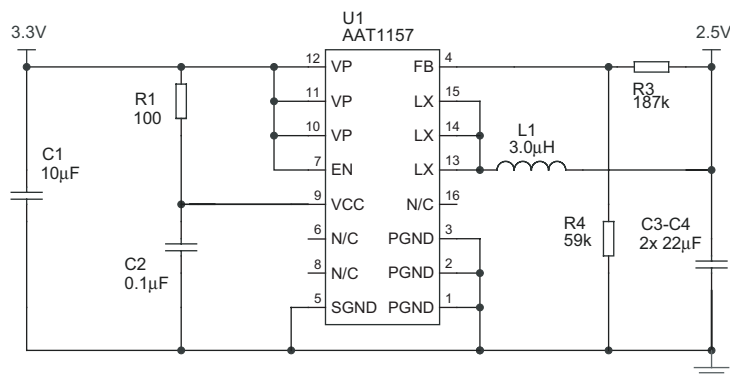 3.3V
U1
AAT1157
2.5V
12 VP FB 4
R1
100
R3
187k
11 VP LX 15
10 VP LX 14
L1
3.0µH
C1
10µF
7 EN LX 13
9 VCC N/C 16
R4
59k
C3-C4
2x 22µF
6 N/C PGND 3
C2
0.1µF
8 N/C PGND 2
5 SGND PGND 1